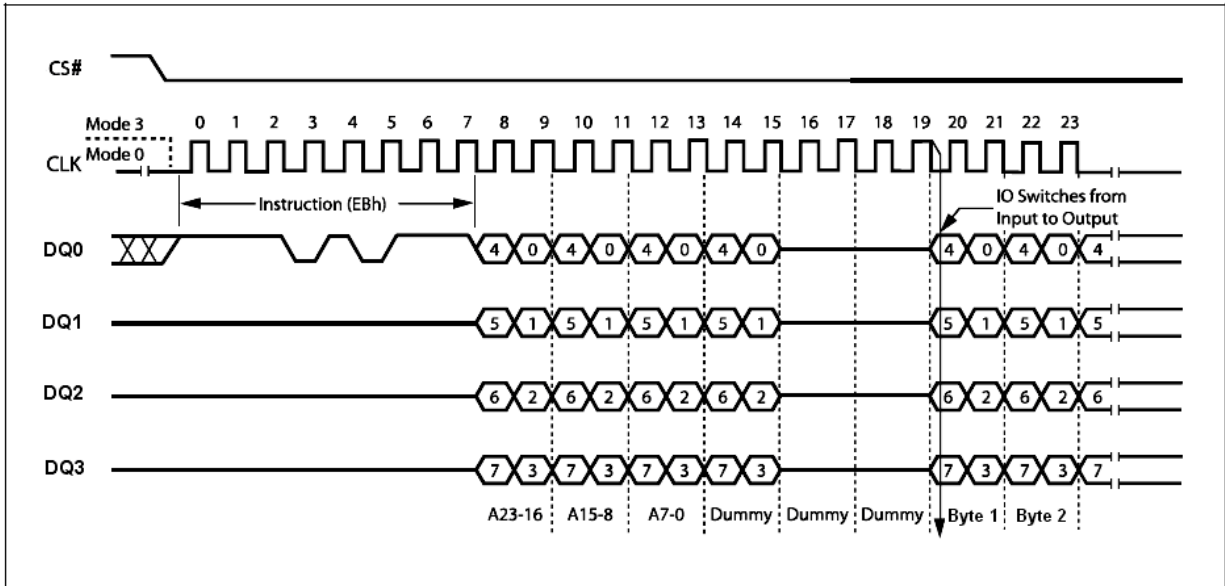 CS#
Mode 3 0 1 2 3 4 5 6 7 8 9 10 11 12 13 14 15 16 17 18 19 20 21 22 23
CLK Mode 0
Instruction (EBh)
IO Switches from
Input to Output
DQ0 4 0 4 0 4 0 4 0 4 0 4 0 4
DQ1 5 1 5 1 5 1 5 1 5 1 5 1 5
DQ2 6 2 6 2 6 2 6 2 6 2 6 2 6
DQ3 7 3 7 3 7 3 7 3 7 3 7 3 7
A23-16 A15-8 A7-0 Dummy Dummy Dummy Byte 1 Byte 2